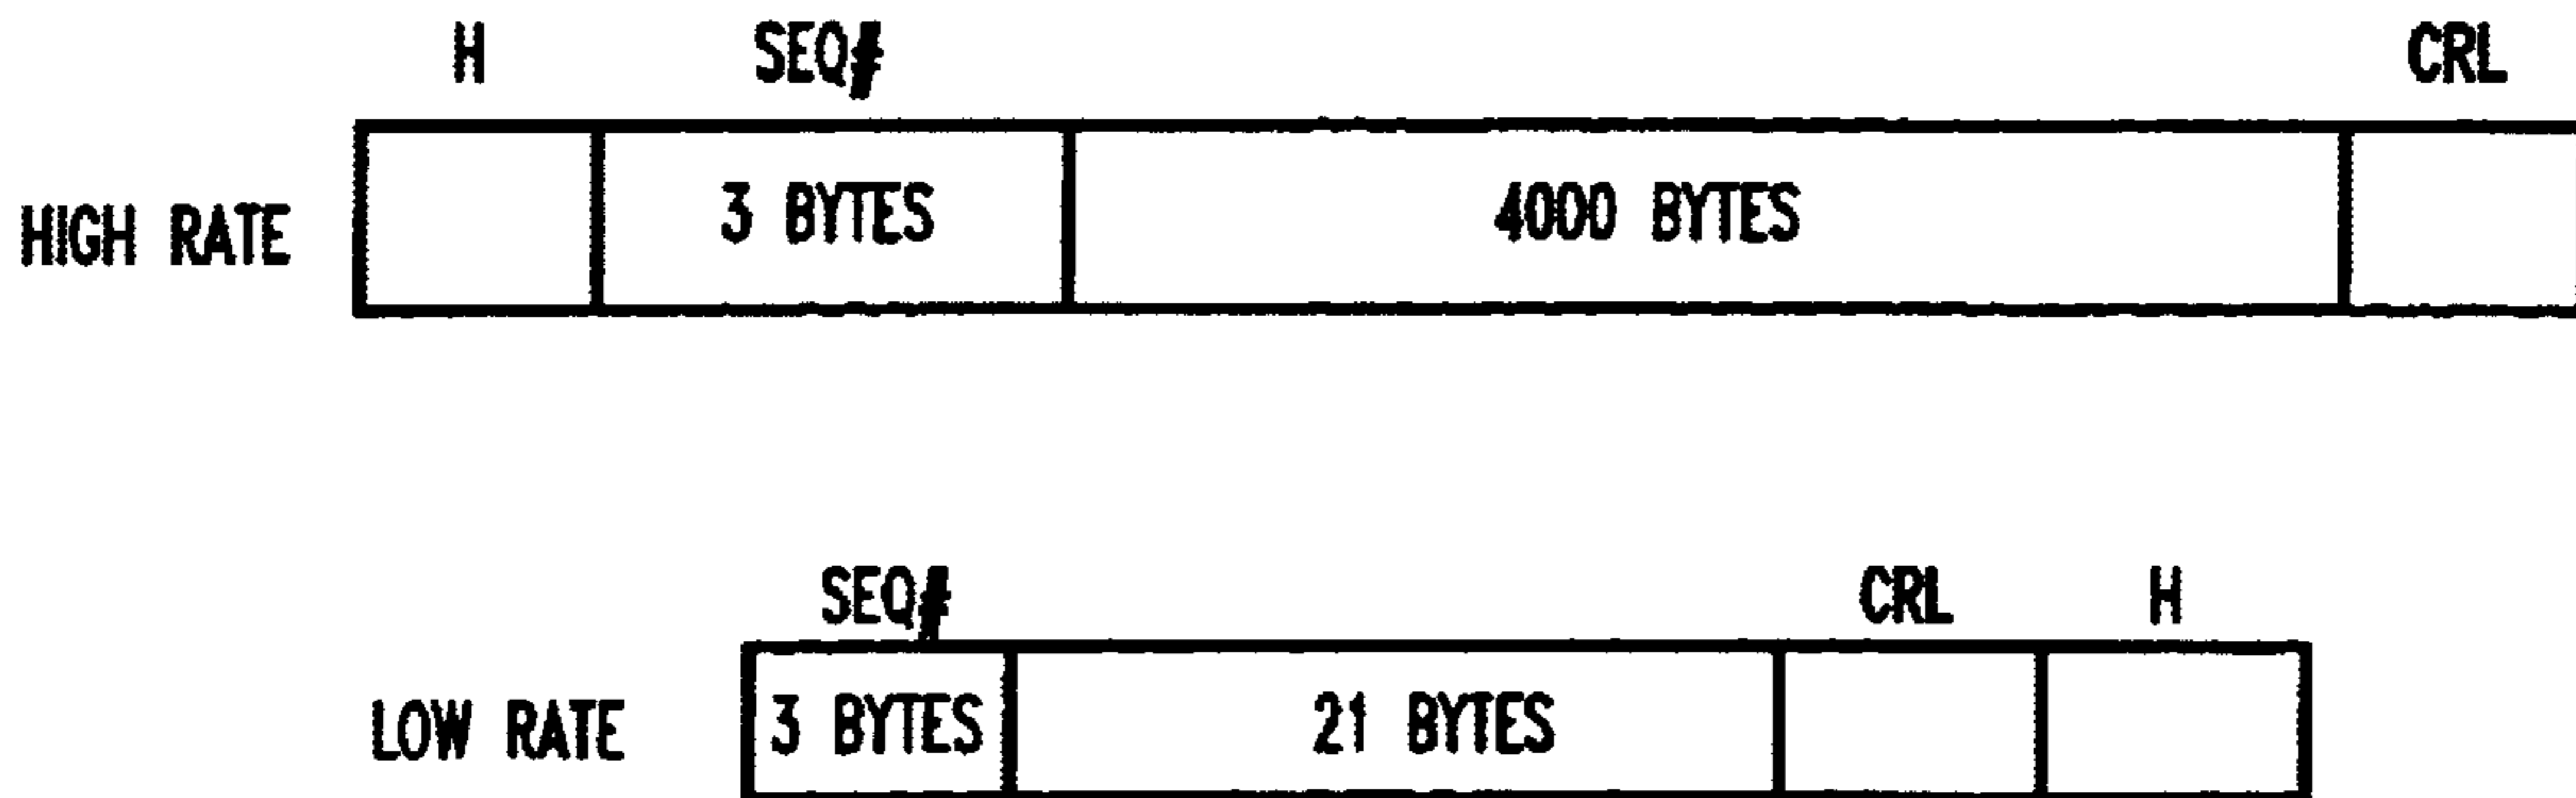 H SEQ# CRL
HIGH RATE 3 BYTES 4000 BYTES
SEQ# CRL H
LOW RATE 3 BYTES 21 BYTES